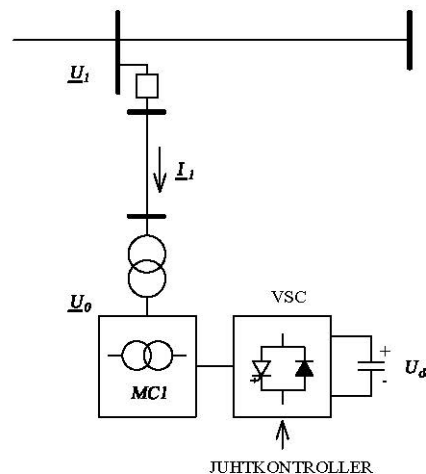 U1
I1
U0
VSC
MC1
+
-
Ud
JUHTKONTROLLER